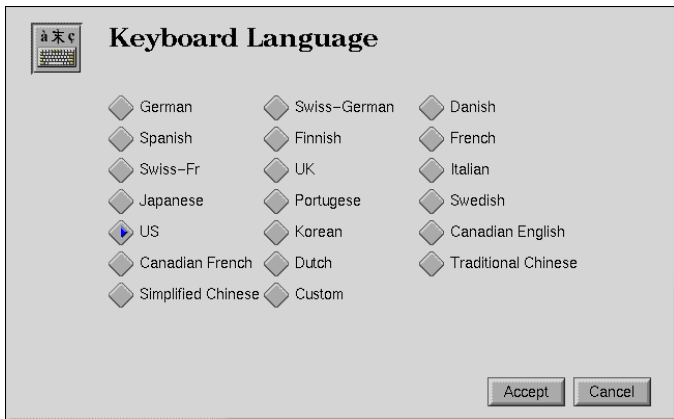 à 末 ç
Keyboard Language
German Swiss-German Danish
Spanish Finnish French
Swiss-Fr UK Italian
Japanese Portugese Swedish
US Korean Canadian English
Canadian French Dutch Traditional Chinese
Simplified Chinese Custom
Accept Cancel